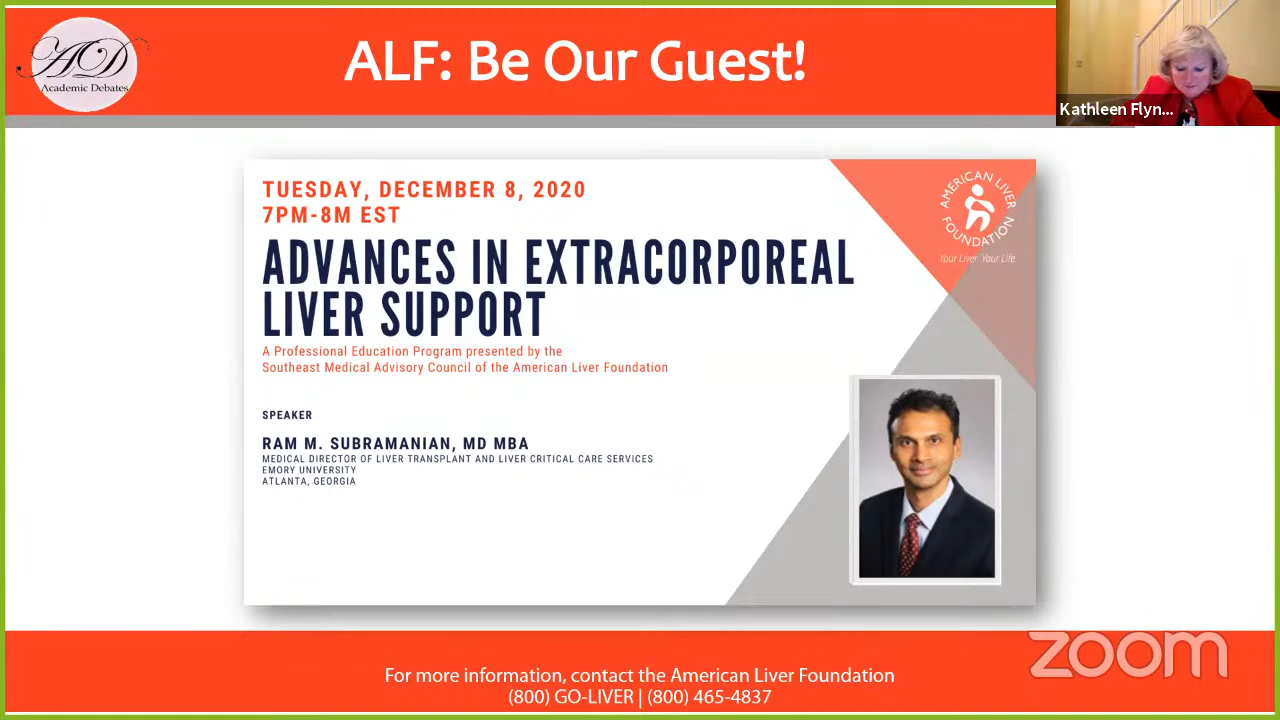 AD
Academic Debates
ALF: Be Our Guest!
Kathleen Flyn...
TUESDAY, DECEMBER 8, 2020
7PM-8M EST
ADVANCES IN EXTRACORPOREAL
LIVER SUPPORT
A Professional Education Program presented by the
Southeast Medical Advisory Council of the American Liver Foundation
AMERICAN LIVER
FOUNDATION
Your Liver. Your Life.
SPEAKER
RAM M. SUBRAMANIAN, MD MBA
MEDICAL DIRECTOR OF LIVER TRANSPLANT AND LIVER CRITICAL CARE SERVICES
EMORY UNIVERSITY
ATLANTA, GEORGIA
zoom
For more information, contact the American Liver Foundation
(800) GO-LIVER | (800) 465-4837